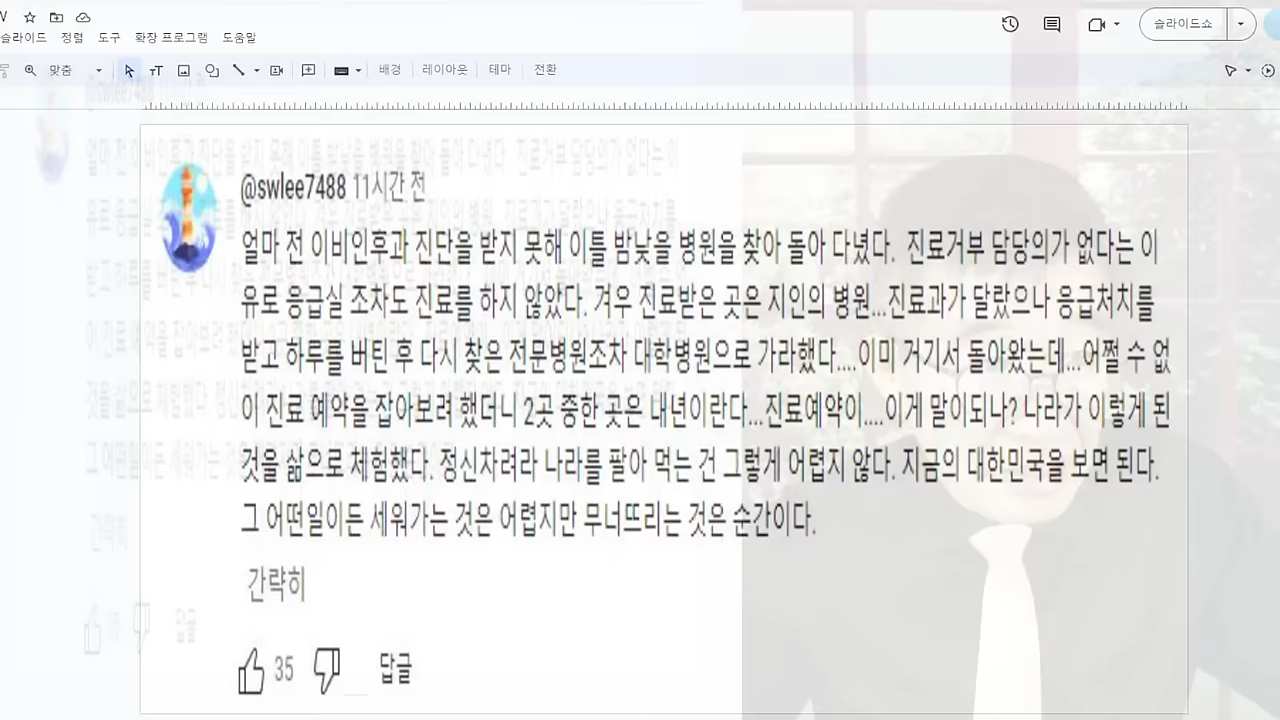 슬라이드 정렬 도구 확장 프로그램 도움말
슬라이드쇼
맞춤 배경 레이아웃 테마 전환
@swlee7488 11시간 전
얼마 전 이비인후과 진단을 받지 못해 이틀 밤낮을 병원을 찾아 돌아 다녔다. 진료거부 담당의가 없다는 이
유로 응급실 조차도 진료를 하지 않았다. 겨우 진료받은 곳은 지인의 병원...진료과가 달랐으나 응급처치를
받고 하루를 버틴 후 다시 찾은 전문병원조차 대학병원으로 가라했다....이미 거기서 돌아왔는데...어쩔 수 없
이 진료 예약을 잡아보려 했더니 2곳 중한 곳은 내년이란다...진료예약이....이게 말이되나? 나라가 이렇게 된
것을 삶으로 체험했다. 정신차려라 나라를 팔아 먹는 건 그렇게 어렵지 않다. 지금의 대한민국을 보면 된다.
그 어떤일이든 세워가는 것은 어렵지만 무너뜨리는 것은 순간이다.
간략히
35 답글